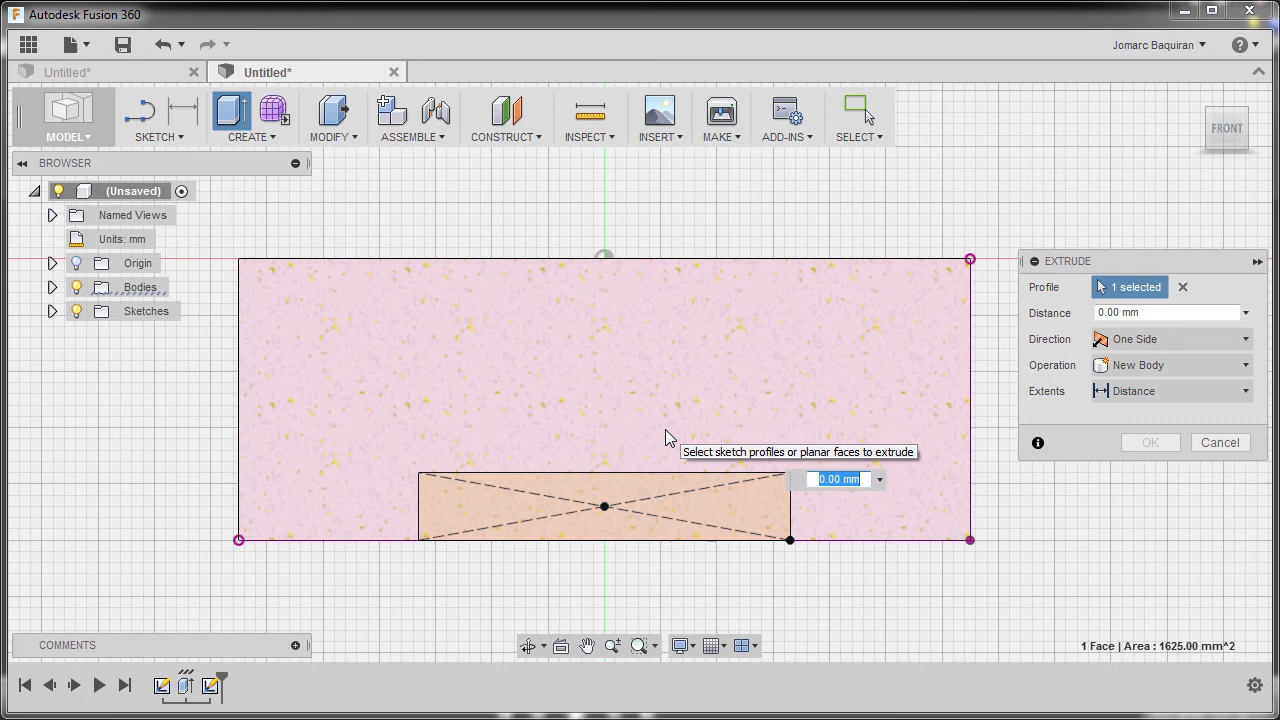 Autodesk Fusion 360
Jomarc Baquiran
Untitled*
Untitled*
MODEL
SKETCH
CREATE
MODIFY
ASSEMBLE
CONSTRUCT
INSPECT
INSERT
MAKE
ADD-INS
SELECT
FRONT
BROWSER
(Unsaved)
Named Views
Units: mm
Origin
Bodies
Sketches
EXTRUDE
Profile 1 selected
Distance 0.00 mm
Direction One Side
Operation New Body
Extents Distance
OK Cancel
Select sketch profiles or planar faces to extrude
0.00 mm
COMMENTS
1 Face | Area : 1625.00 mm^2